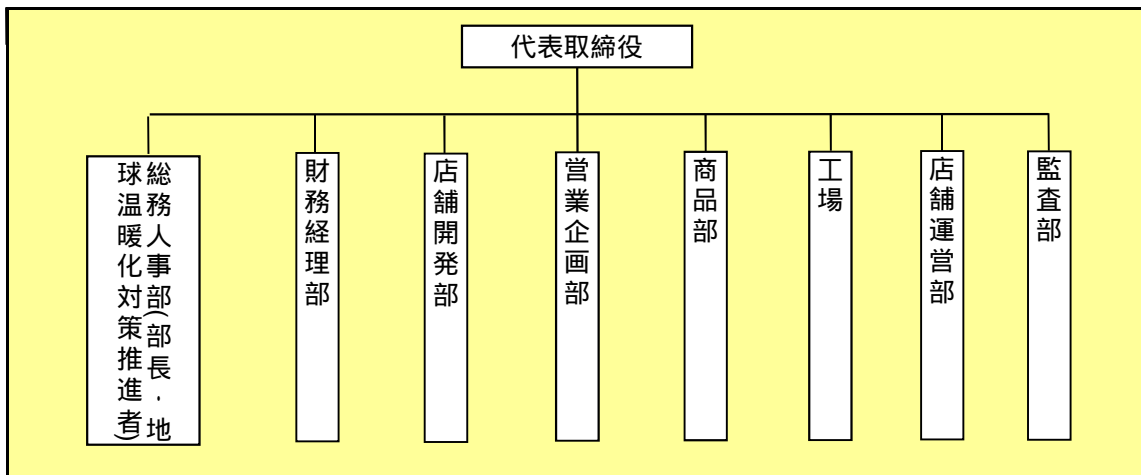 代表取締役
総務人事部(部長・地
球温暖化対策推進者)
財務経理部
店舗開発部
営業企画部
商品部
工場
店舗運営部
監査部